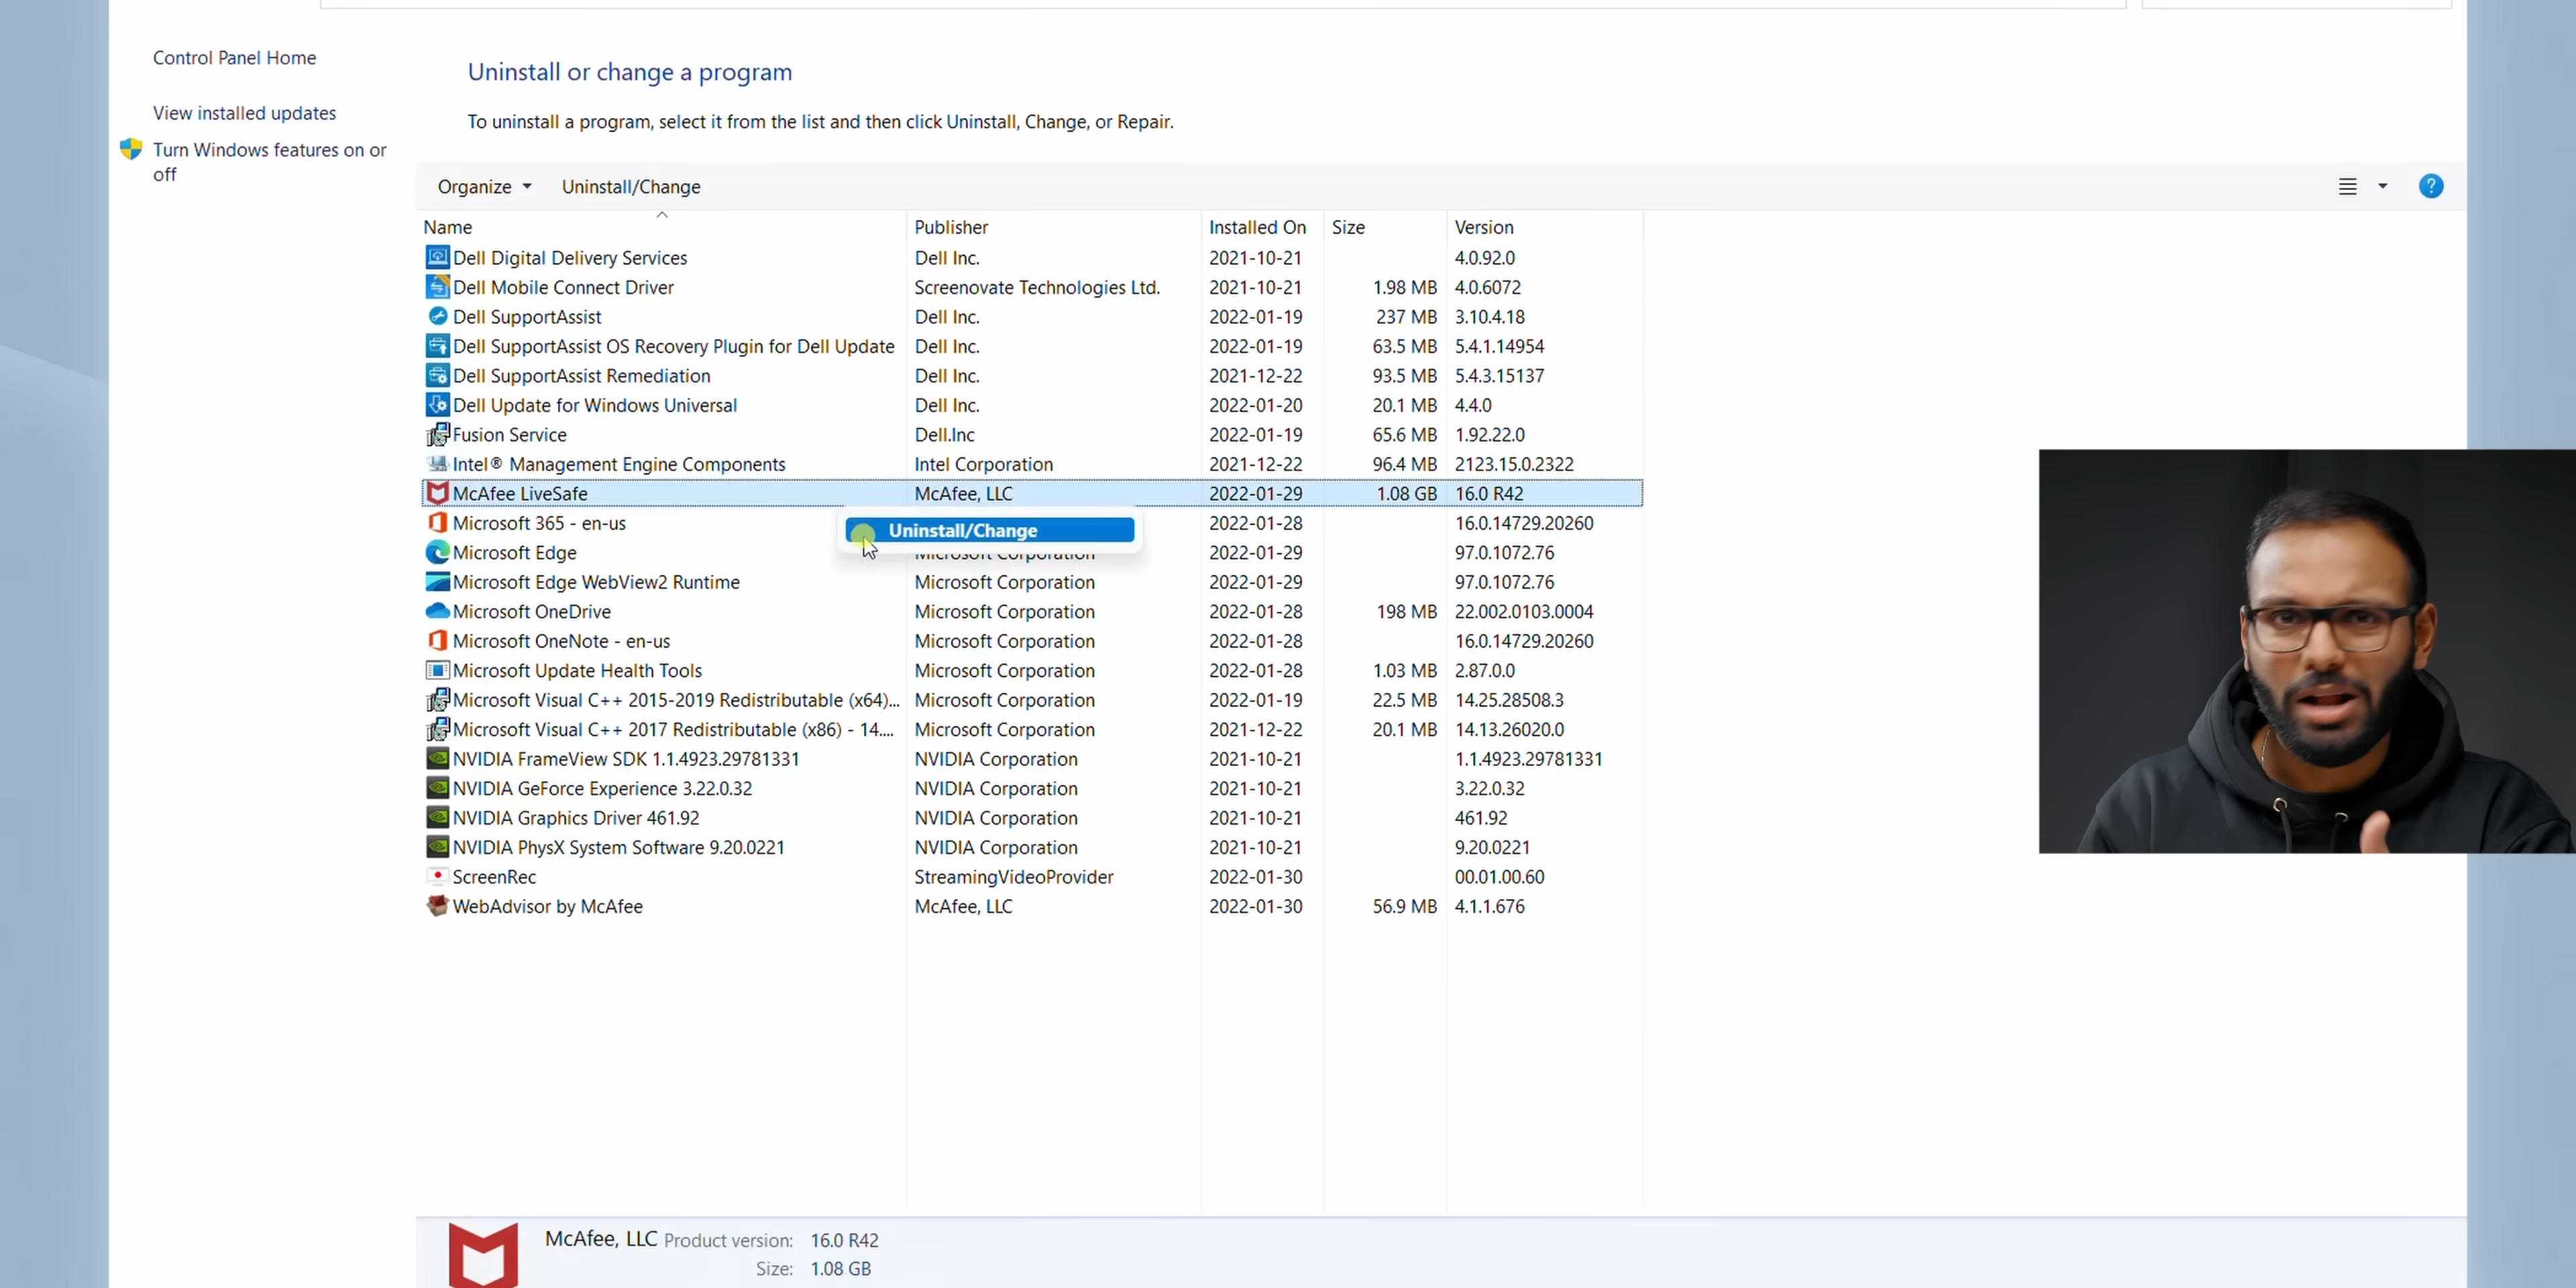 Control Panel Home
View installed updates
Turn Windows features on or
off
Uninstall or change a program
To uninstall a program, select it from the list and then click Uninstall, Change, or Repair.
Organize Uninstall/Change
Name Publisher Installed On Size Version
Dell Digital Delivery Services Dell Inc. 2021-10-21 4.0.92.0
Dell Mobile Connect Driver Screenovate Technologies Ltd. 2021-10-21 1.98 MB 4.0.6072
Dell SupportAssist Dell Inc. 2022-01-19 237 MB 3.10.4.18
Dell SupportAssist OS Recovery Plugin for Dell Update Dell Inc. 2022-01-19 63.5 MB 5.4.1.14954
Dell SupportAssist Remediation Dell Inc. 2021-12-22 93.5 MB 5.4.3.15137
Dell Update for Windows Universal Dell Inc. 2022-01-20 20.1 MB 4.4.0
Fusion Service Dell.Inc 2022-01-19 65.6 MB 1.92.22.0
Intel® Management Engine Components Intel Corporation 2021-12-22 96.4 MB 2123.15.0.2322
McAfee LiveSafe McAfee, LLC 2022-01-29 1.08 GB 16.0 R42
Microsoft 365 - en-us 2022-01-28 16.0.14729.20260
Uninstall/Change
Microsoft Edge Microsoft Corporation 2022-01-29 97.0.1072.76
Microsoft Edge WebView2 Runtime Microsoft Corporation 2022-01-29 97.0.1072.76
Microsoft OneDrive Microsoft Corporation 2022-01-28 198 MB 22.002.0103.0004
Microsoft OneNote - en-us Microsoft Corporation 2022-01-28 16.0.14729.20260
Microsoft Update Health Tools Microsoft Corporation 2022-01-28 1.03 MB 2.87.0.0
Microsoft Visual C++ 2015-2019 Redistributable (x64)... Microsoft Corporation 2022-01-19 22.5 MB 14.25.28508.3
Microsoft Visual C++ 2017 Redistributable (x86) - 14.... Microsoft Corporation 2021-12-22 20.1 MB 14.13.26020.0
NVIDIA FrameView SDK 1.1.4923.29781331 NVIDIA Corporation 2021-10-21 1.1.4923.29781331
NVIDIA GeForce Experience 3.22.0.32 NVIDIA Corporation 2021-10-21 3.22.0.32
NVIDIA Graphics Driver 461.92 NVIDIA Corporation 2021-10-21 461.92
NVIDIA PhysX System Software 9.20.0221 NVIDIA Corporation 2021-10-21 9.20.0221
ScreenRec StreamingVideoProvider 2022-01-30 00.01.00.60
WebAdvisor by McAfee McAfee, LLC 2022-01-30 56.9 MB 4.1.1.676
McAfee, LLC Product version: 16.0 R42
Size: 1.08 GB